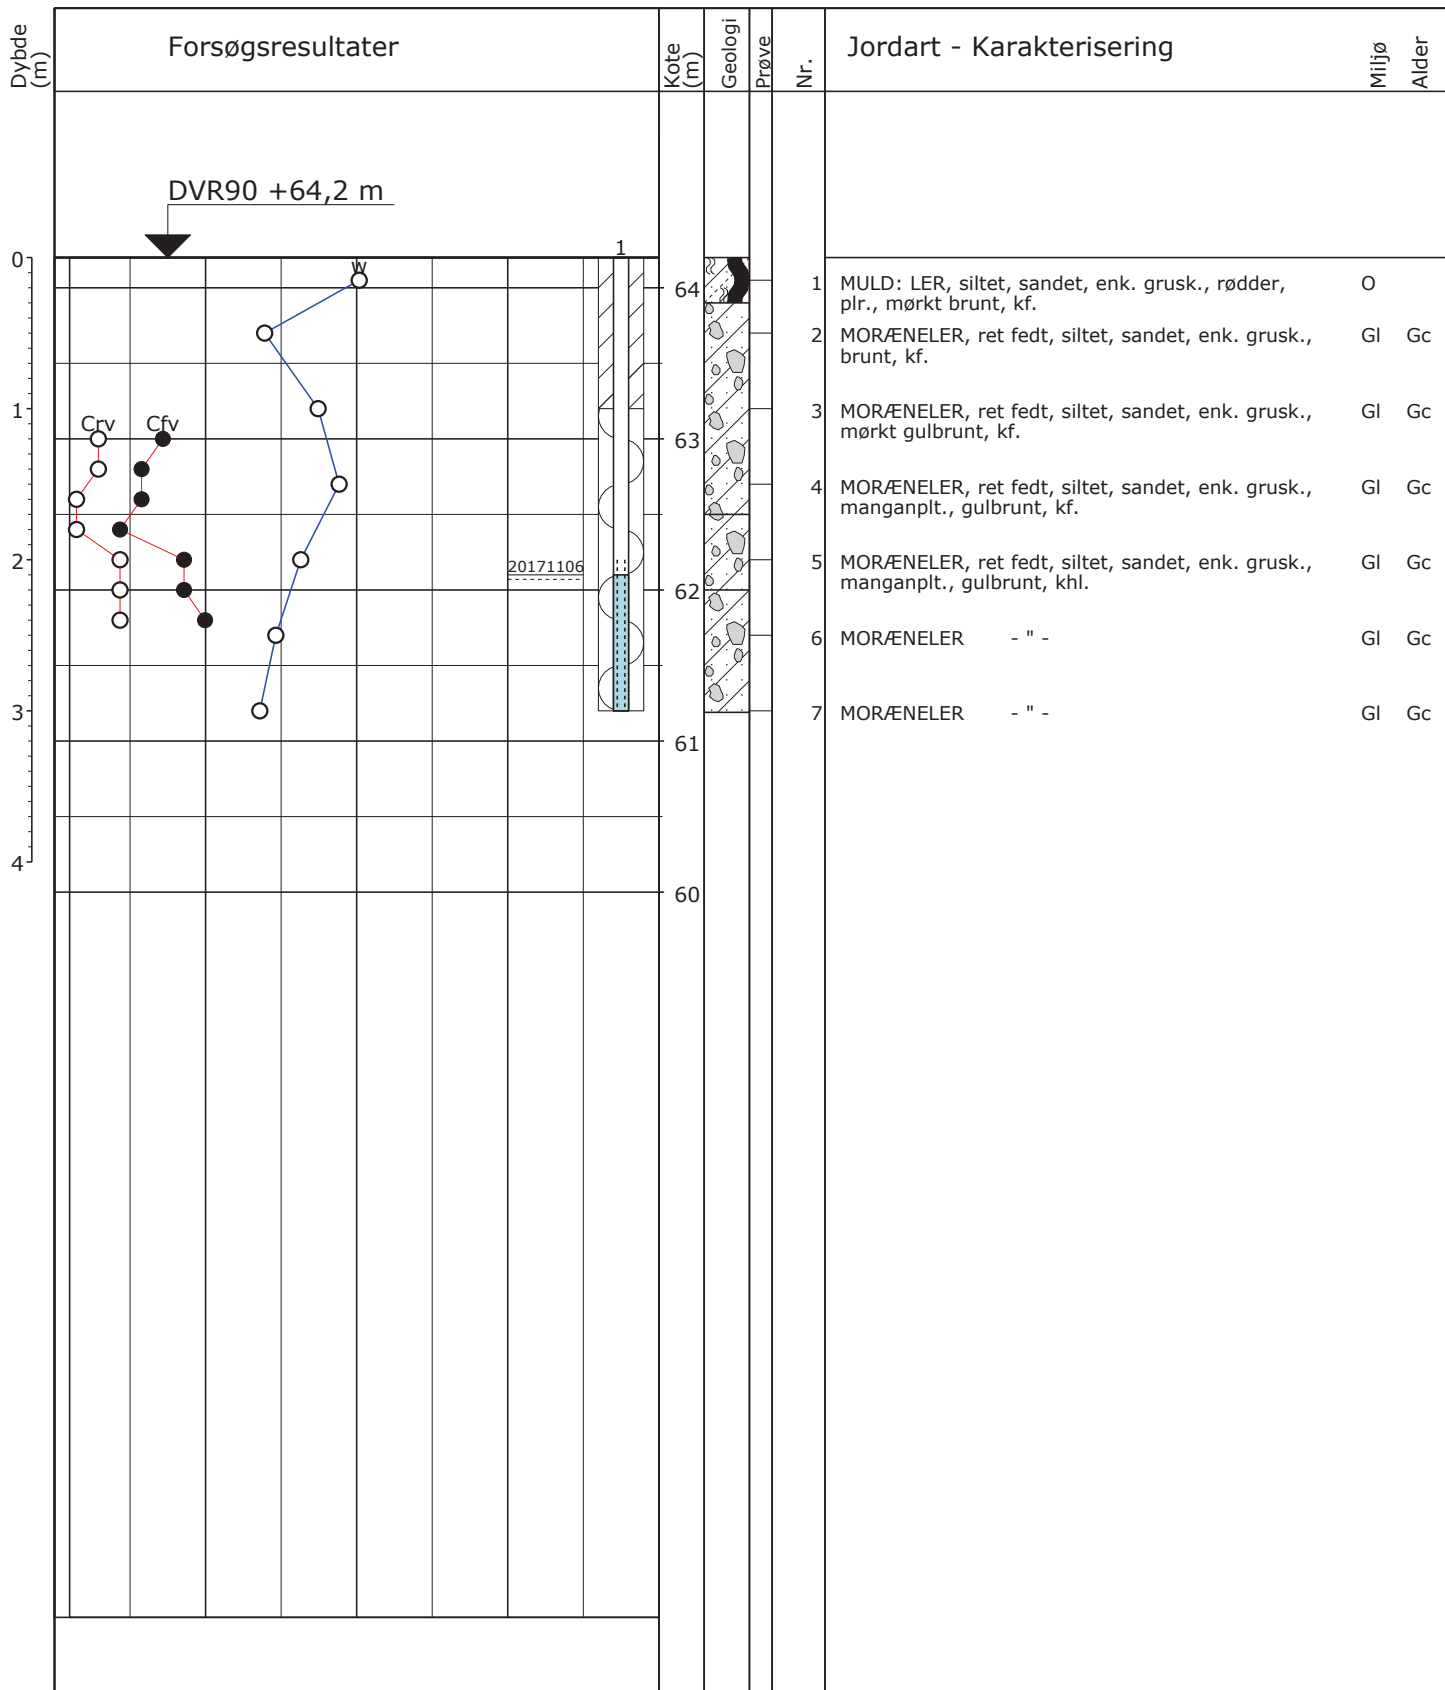 Dybde (m)
Forsøgsresultater
Kote (m)
Geologi
Prøve
Nr.
Jordart - Karakterisering
Miljø
Alder
DVR90 +64,2 m
1
0
W
64
1 MULD: LER, siltet, sandet, enk. grusk., rødder, O
plr., mørkt brunt, kf.
2 MORÆNELER, ret fedt, siltet, sandet, enk. grusk., Gl Gc
brunt, kf.
1
Crv Cfv
63
3 MORÆNELER, ret fedt, siltet, sandet, enk. grusk., Gl Gc
mørkt gulbrunt, kf.
4 MORÆNELER, ret fedt, siltet, sandet, enk. grusk., Gl Gc
manganplt., gulbrunt, kf.
2
20171106
62
5 MORÆNELER, ret fedt, siltet, sandet, enk. grusk., Gl Gc
manganplt., gulbrunt, khl.
6 MORÆNELER - " - Gl Gc
3
7 MORÆNELER - " - Gl Gc
61
4
60